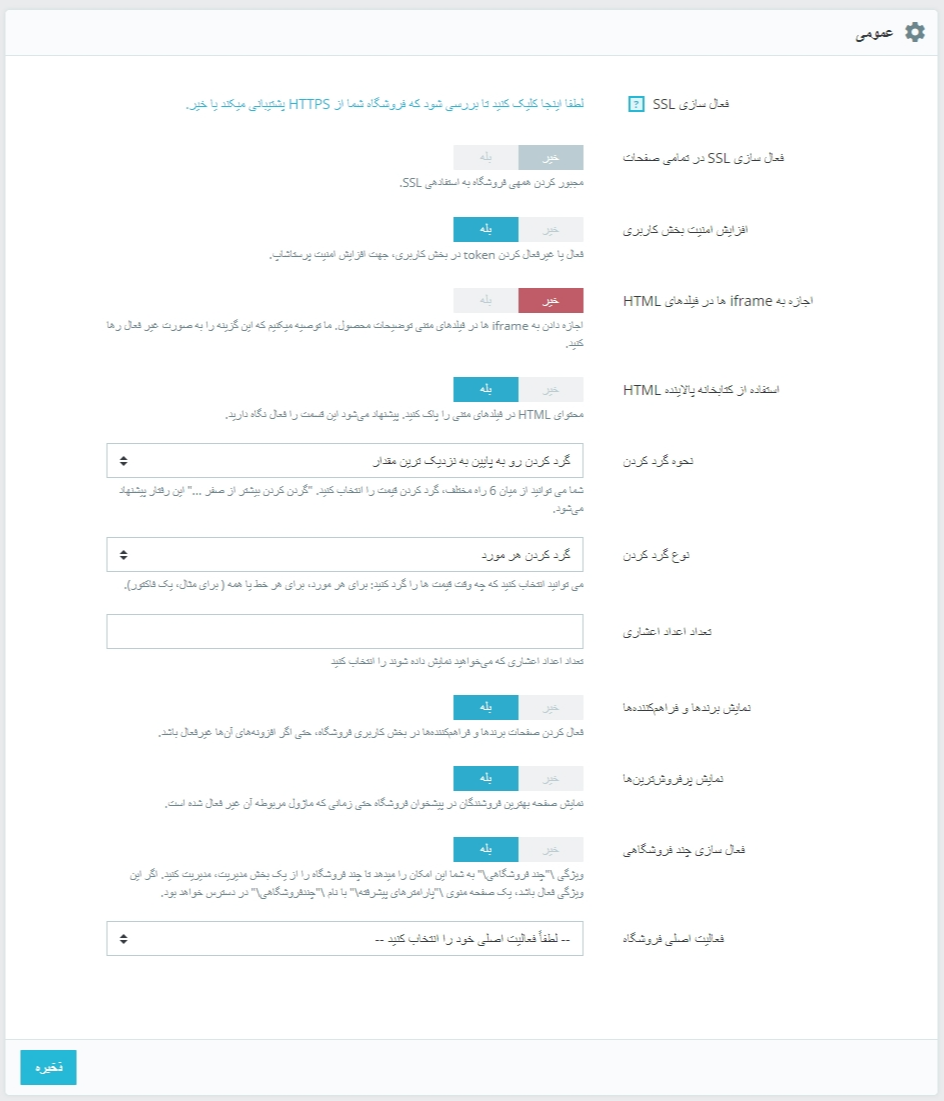 عمومی
فعال سازی SSL ?
لطفا اینجا کلیک کنید تا بررسی شود که فروشگاه شما از HTTPS پشتیبانی میکند یا خیر.
فعال سازی SSL در تمامی صفحات
خیر بله
مجبور کردن همهی فروشگاه به استفادهی SSL.
افزایش امنیت بخش کاربری
خیر بله
فعال یا غیرفعال کردن token در بخش کاربری، جهت افزایش امنیت پرستاشاپ.
اجازه به iframe ها در فیلدهای HTML
خیر بله
اجازه دادن به iframe ها در فیلدهای متنی توضیحات محصول. ما توصیه میکنیم که این گزینه را به صورت غیر فعال رها
کنید.
استفاده از کتابخانه پالاینده HTML
خیر بله
محتوای HTML در فیلدهای متنی را پاک کنید. پیشنهاد می‌شود این قسمت را فعال نگاه دارید.
نحوه گرد کردن
گرد کردن رو به پایین به نزدیک ترین مقدار
شما می توانید از میان 6 راه مختلف، گرد کردن قیمت را انتخاب کنید. "گردن کردن بیشتر از صفر ..." این رفتار پیشنهاد
می‌شود.
نوع گرد کردن
گرد کردن هر مورد
می توانید انتخاب کنید که چه وقت قیمت ها را گرد کنید: برای هر مورد، برای هر خط یا همه ( برای مثال، یک فاکتور).
تعداد اعداد اعشاری
تعداد اعداد اعشاری که می‌خواهید نمایش داده شوند را انتخاب کنید
نمایش برندها و فراهم‌کننده‌ها
خیر بله
فعال کردن صفحات برندها و فراهم‌کننده‌ها در بخش کاربری فروشگاه، حتی اگر افزونه‌های آن‌ها غیرفعال باشد.
نمایش پرفروش‌ترین‌ها
خیر بله
نمایش صفحه بهترین فروشندگان در پیشخوان فروشگاه حتی زمانی که ماژول مربوطه آن غیر فعال شده است.
فعال سازی چند فروشگاهی
خیر بله
ویژگی \"چند فروشگاهی\" به شما این امکان را میدهد تا چند فروشگاه را از یک بخش مدیریت، مدیریت کنید. اگر این
ویژگی فعال باشد، یک صفحه منوی \"پارامترهای پیشرفته\" با نام \"چندفروشگاهی\" در دسترس خواهد بود.
فعالیت اصلی فروشگاه
-- لطفاً فعالیت اصلی خود را انتخاب کنید --
ذخیره